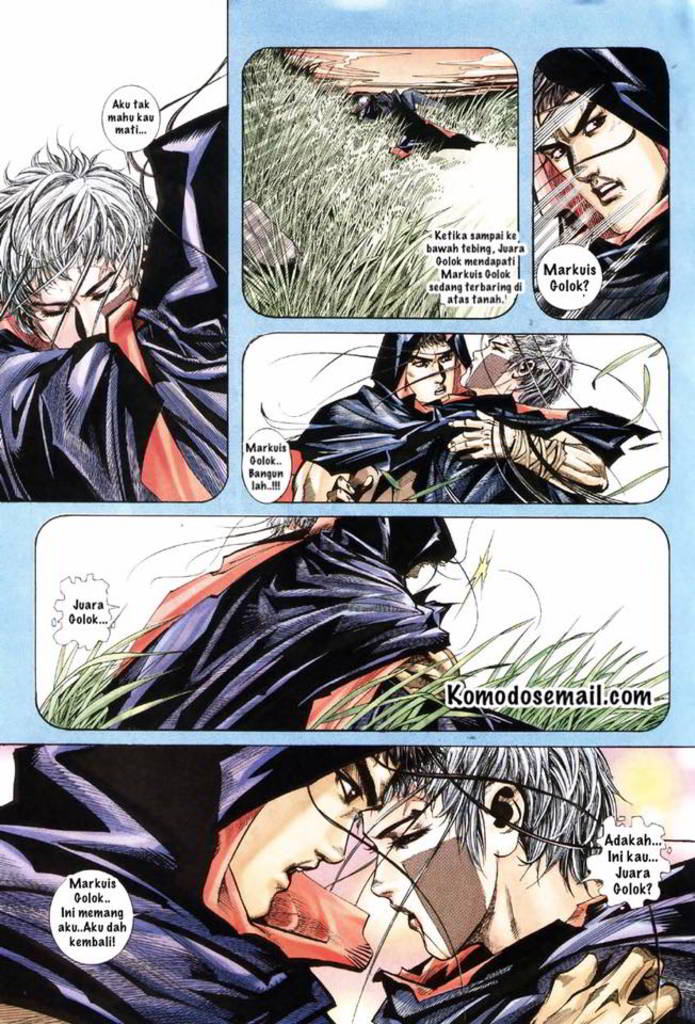 Aku tak
mahu kau
mati...
Ketika sampai ke
bawah tebing, Juara
Golok mendapati
Markuis Golok
sedang terbaring di
atas tanah.
Markuis
Golok?
Markuis
Golok..
Bangun
lah..!!!
Juara
Golok...
Komodosemail.com
Markuis
Golok..
Ini memang
aku..Aku dah
kembali!
Adakah...
Ini kau...
Juara
Golok?